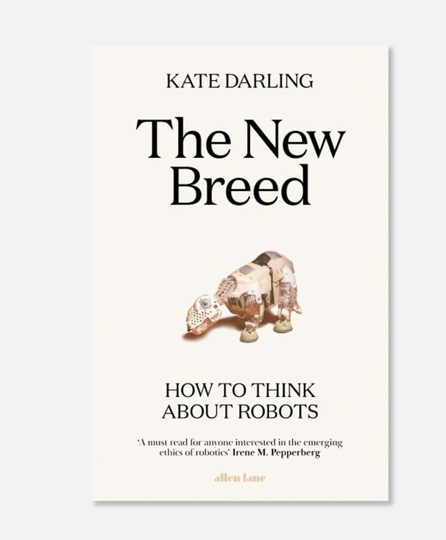 KATE DARLING
The New
Breed
HOW TO THINK
ABOUT ROBOTS
‘A must read for anyone interested in the emerging
ethics of robotics’ Irene M. Pepperberg
allen lane